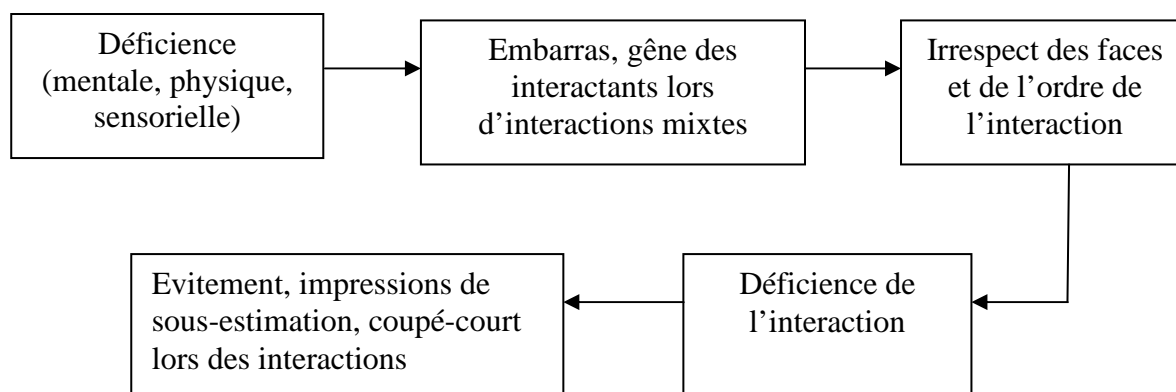 Déficience
(mentale, physique,
sensorielle)
Embarras, gêne des
interactants lors
d’interactions mixtes
Irrespect des faces
et de l’ordre de
l’interaction
Déficience de
l’interaction
Evitement, impressions de
sous-estimation, coupé-court
lors des interactions